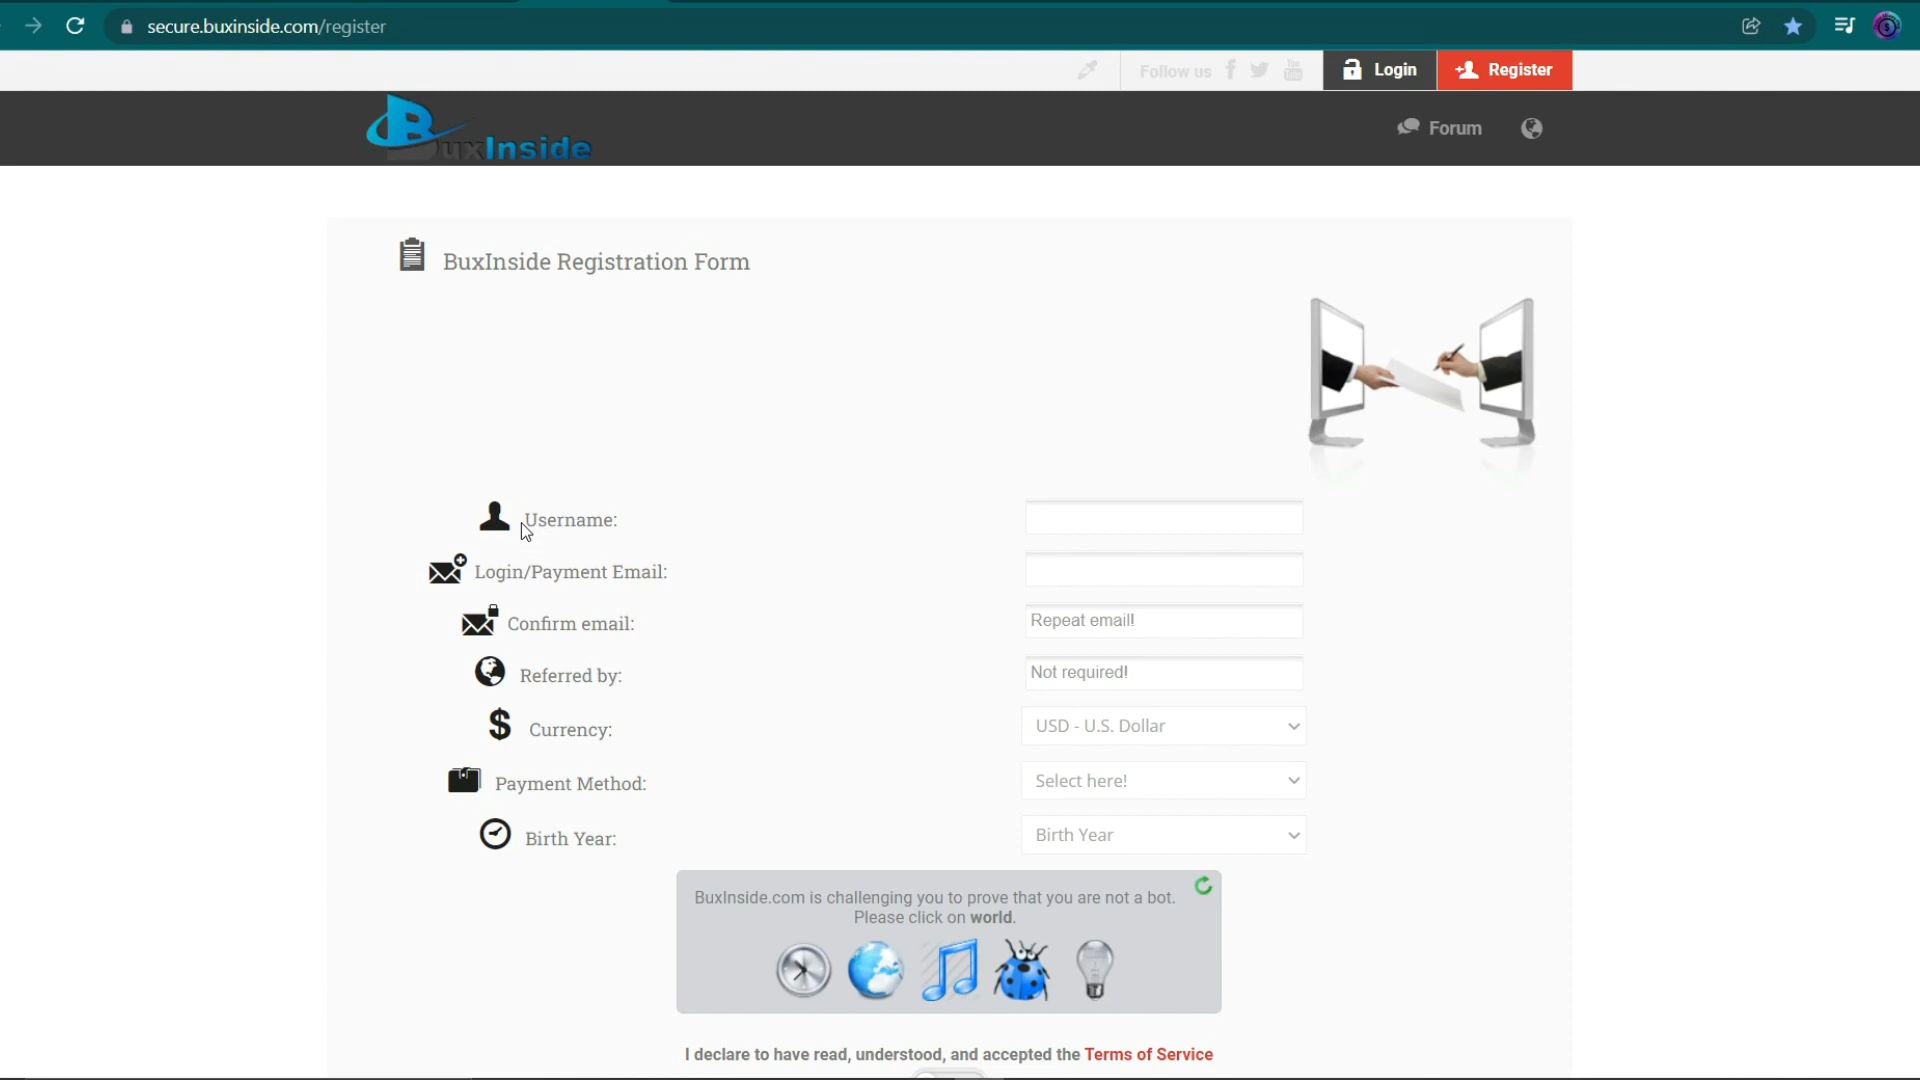 secure.buxinside.com/register
Follow us
Login
Register
BuxInside
Forum
BuxInside Registration Form
Username:
Login/Payment Email:
Confirm email:
Repeat email!
Referred by:
Not required!
Currency:
USD - U.S. Dollar
Payment Method:
Select here!
Birth Year:
Birth Year
BuxInside.com is challenging you to prove that you are not a bot.
Please click on world.
I declare to have read, understood, and accepted the Terms of Service